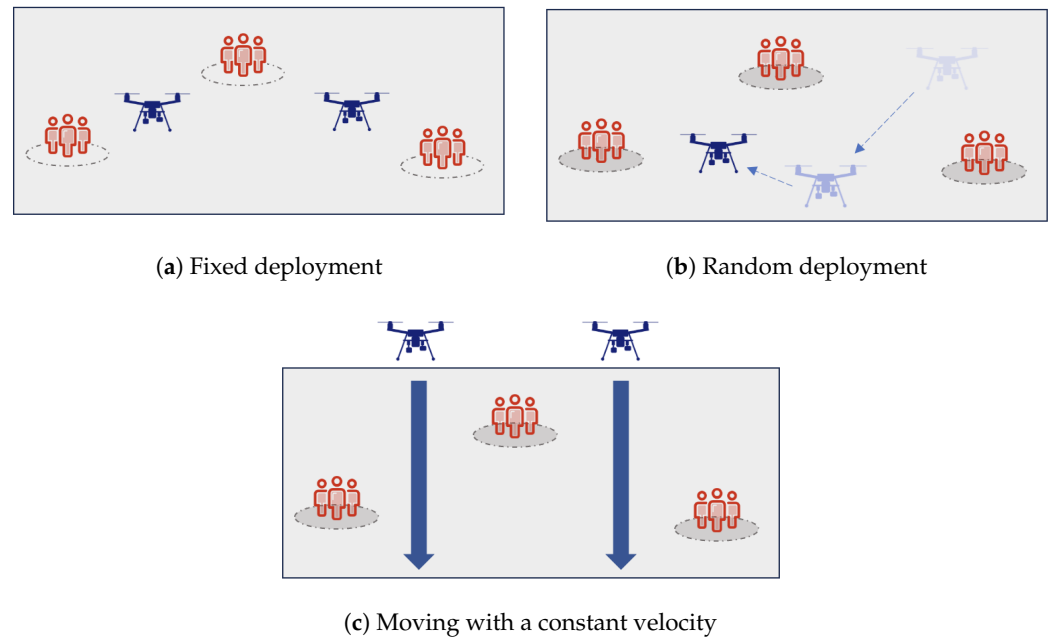 (a) Fixed deployment
(b) Random deployment
(c) Moving with a constant velocity